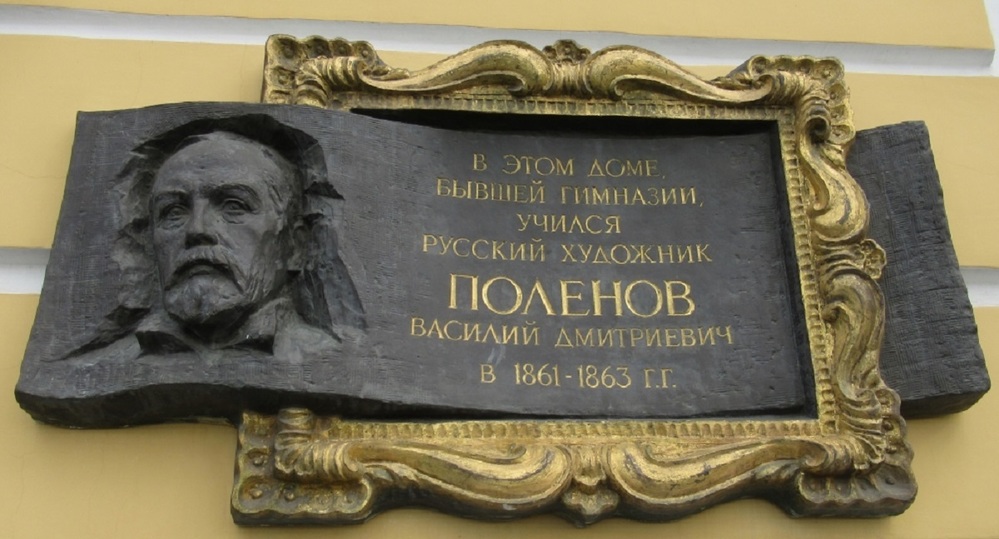 В ЭТОМ ДОМЕ,
БЫВШЕЙ ГИМНАЗИИ,
УЧИЛСЯ
РУССКИЙ ХУДОЖНИК
ПОЛЕНОВ
ВАСИЛИЙ ДМИТРИЕВИЧ
В 1861-1863 Г.Г.